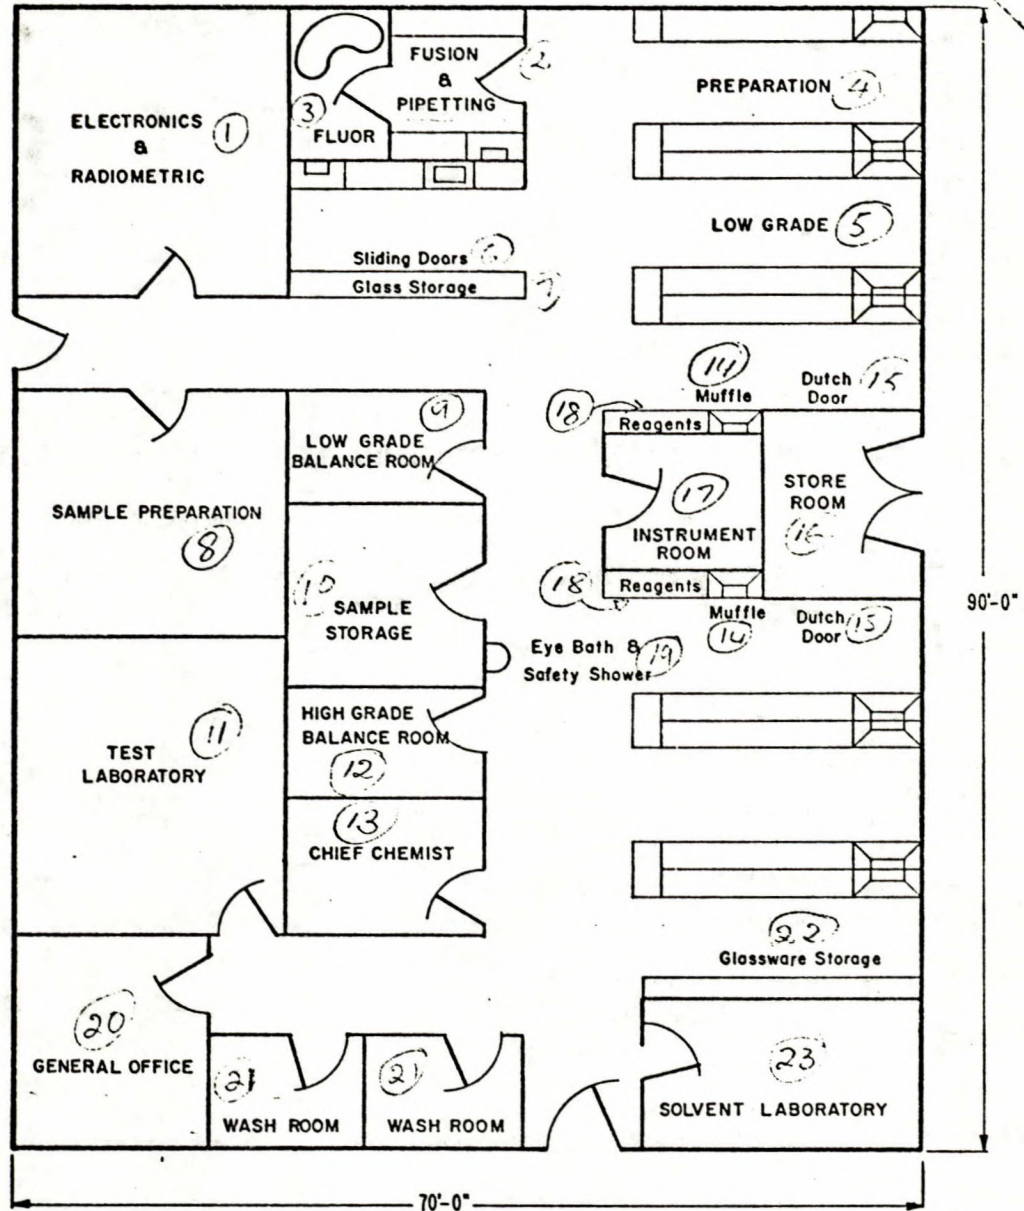 FUSION
&
PIPETTING
2
3
FLUOR
ELECTRONICS
&
RADIOMETRIC
1
PREPARATION 4
LOW GRADE 5
Sliding Doors 6
Glass Storage 7
14
Muffle
Dutch
Door
15
18
Reagents
9
LOW GRADE
BALANCE ROOM
SAMPLE PREPARATION
8
17
INSTRUMENT
ROOM
STORE
ROOM
16
10
SAMPLE
STORAGE
18
Reagents
Muffle
14
Dutch
Door
15
90'-0"
Eye Bath &
Safety Shower
19
11
TEST
LABORATORY
HIGH GRADE
BALANCE ROOM
12
13
CHIEF CHEMIST
22
Glassware Storage
20
GENERAL OFFICE
21
WASH ROOM
21
WASH ROOM
23
SOLVENT LABORATORY
70'-0"